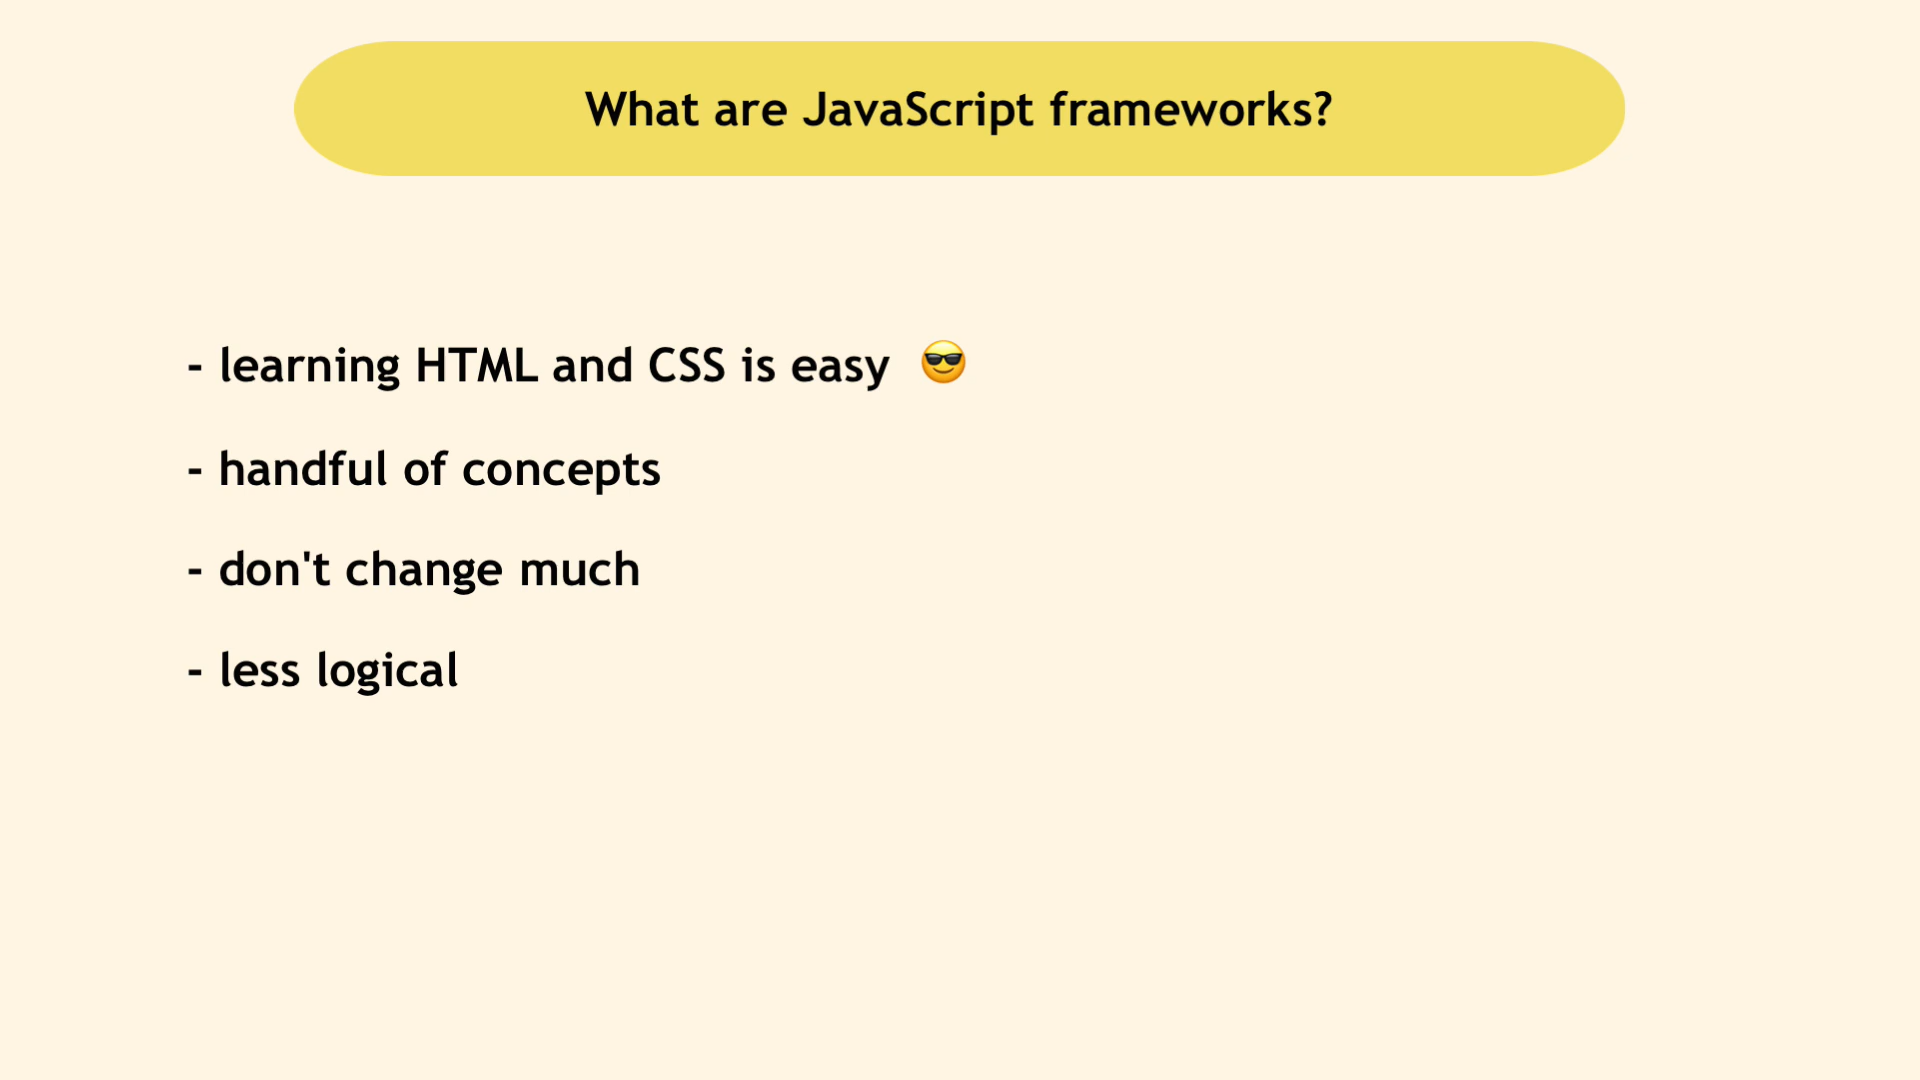 What are JavaScript frameworks?
- learning HTML and CSS is easy 😎
- handful of concepts
- don't change much
- less logical